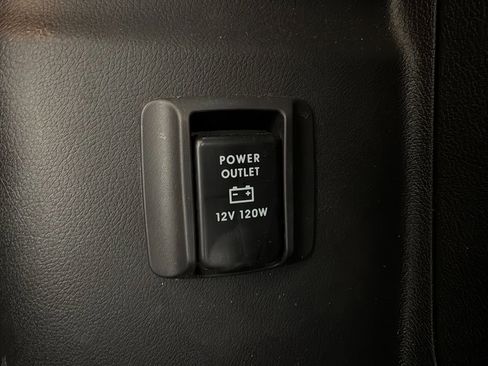 POWER
OUTLET
- +
12V 120W